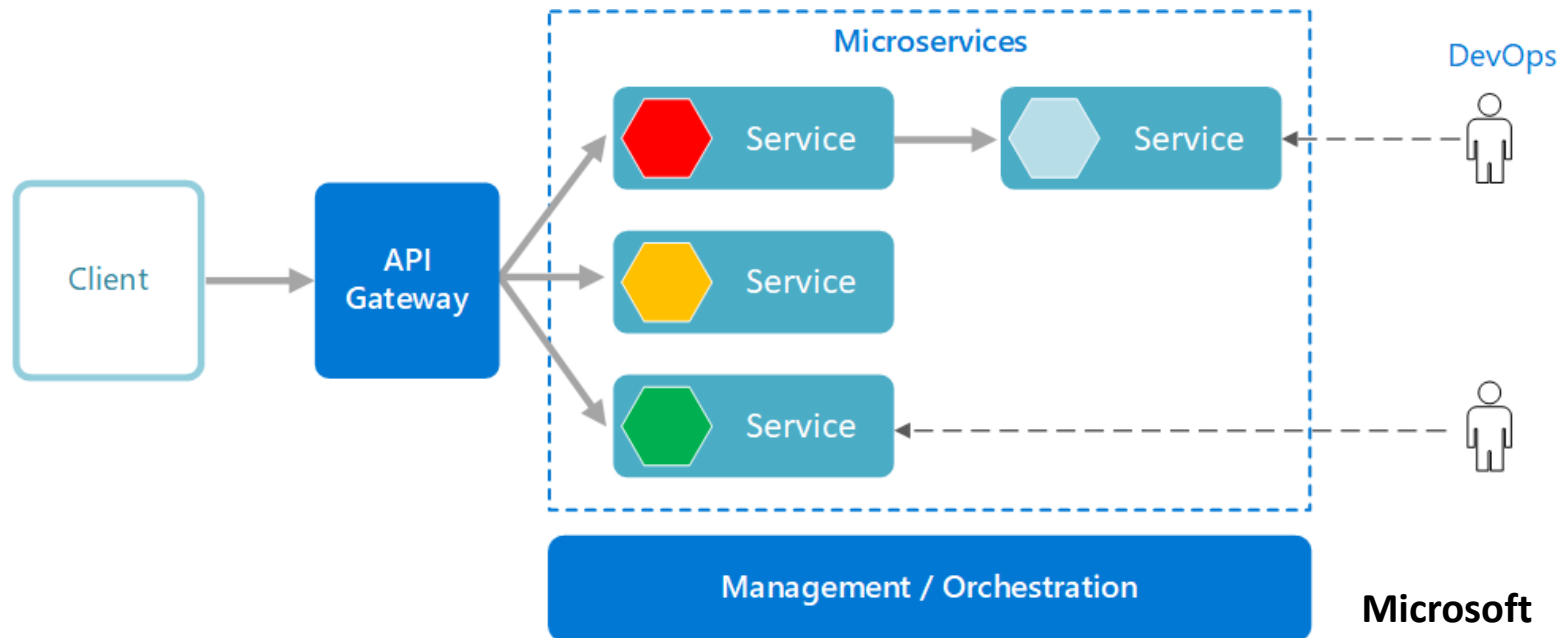 Microservices
DevOps
Service
Service
Client
API
Gateway
Service
Service
Management / Orchestration
Microsoft